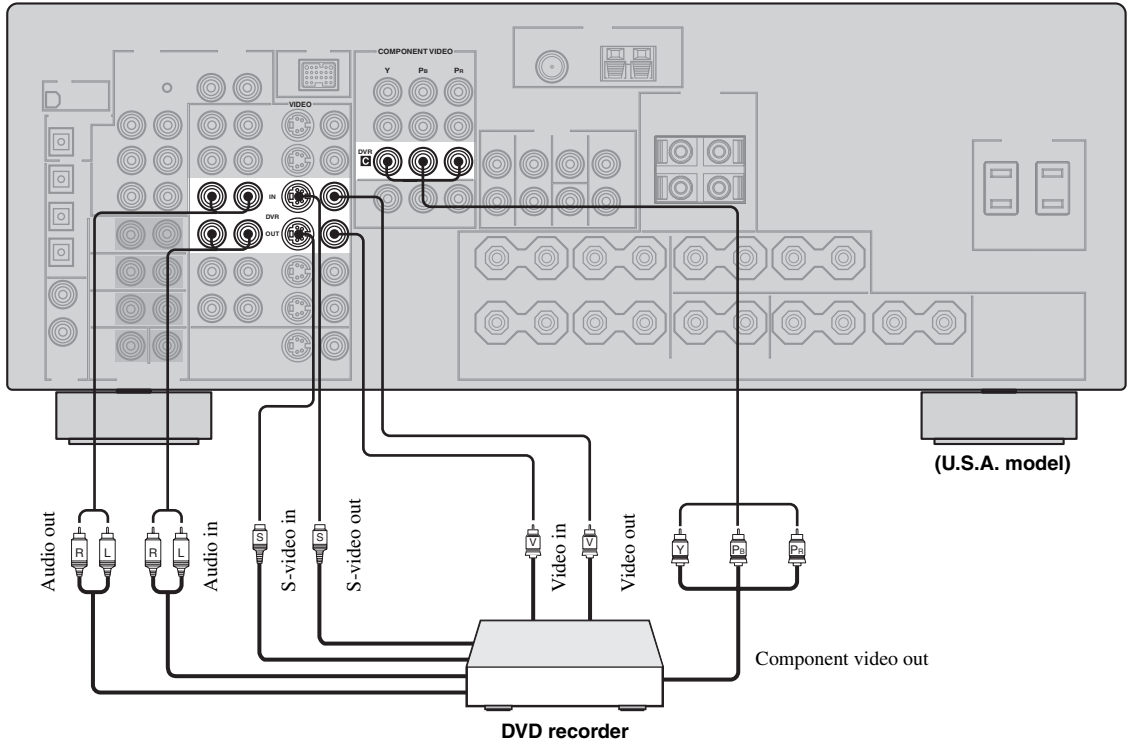 COMPONENT VIDEO
Y PB PR
VIDEO
DVR
C
IN
DVR
OUT
(U.S.A. model)
Audio out
R L
R L
Audio in
S
S-video in
S
S-video out
V
Video in
V
Video out
Y PB PR
Component video out
DVD recorder